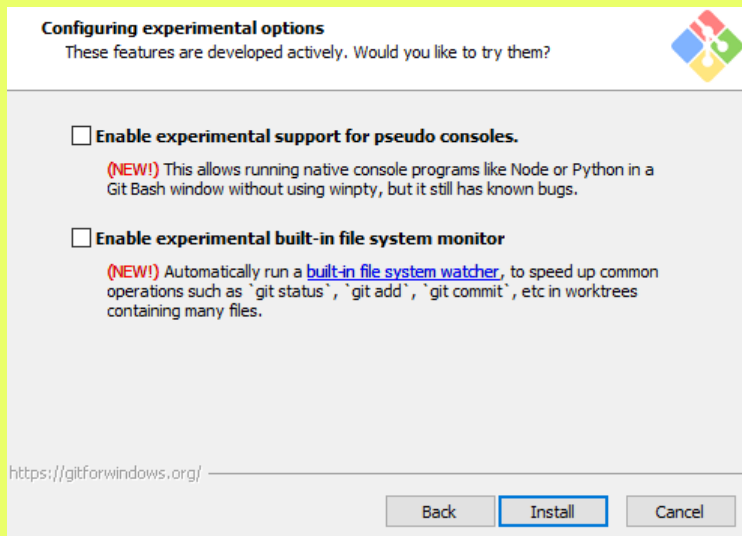 Configuring experimental options
These features are developed actively. Would you like to try them?
Enable experimental support for pseudo consoles.
(NEW!) This allows running native console programs like Node or Python in a
Git Bash window without using winpty, but it still has known bugs.
Enable experimental built-in file system monitor
(NEW!) Automatically run a built-in file system watcher, to speed up common
operations such as `git status`, `git add`, `git commit`, etc in worktrees
containing many files.
https://gitforwindows.org/
Back Install Cancel